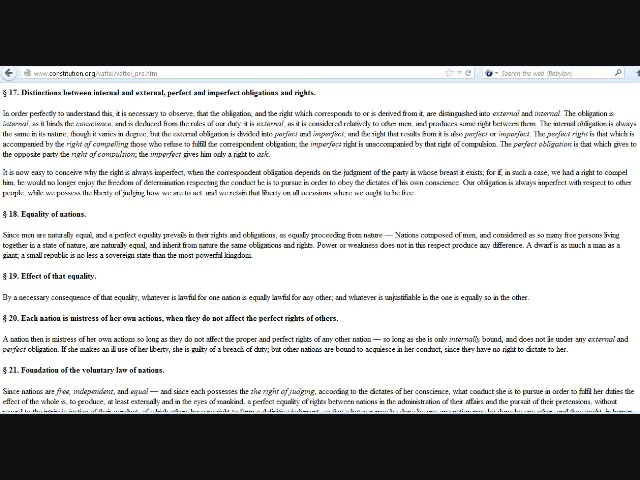 www.constitution.org/vattel/vattel_pre.htm
Search the web (Babylon)
§ 17. Distinctions between internal and external, perfect and imperfect obligations and rights.
In order perfectly to understand this, it is necessary to observe, that the obligation, and the right which corresponds to or is derived from it, are distinguished into external and internal. The obligation is
internal, as it binds the conscience, and is deduced from the rules of our duty: it is external, as it is considered relatively to other men, and produces some right between them. The internal obligation is always
the same in its nature, though it varies in degree, but the external obligation is divided into perfect and imperfect, and the right that results from it is also perfect or imperfect. The perfect right is that which is
accompanied by the right of compelling those who refuse to fulfil the correspondent obligation; the imperfect right is unaccompanied by that right of compulsion. The perfect obligation is that which gives to
the opposite party the right of compulsion; the imperfect gives him only a right to ask.
It is now easy to conceive why the right is always imperfect, when the correspondent obligation depends on the judgment of the party in whose breast it exists; for if, in such a case, we had a right to compel
him, he would no longer enjoy the freedom of determination respecting the conduct he is to pursue in order to obey the dictates of his own conscience. Our obligation is always imperfect with respect to other
people, while we possess the liberty of judging how we are to act: and we retain that liberty on all occasions where we ought to be free.
§ 18. Equality of nations.
Since men are naturally equal, and a perfect equality prevails in their rights and obligations, as equally proceeding from nature — Nations composed of men, and considered as so many free persons living
together in a state of nature, are naturally equal, and inherit from nature the same obligations and rights. Power or weakness does not in this respect produce any difference. A dwarf is as much a man as a
giant; a small republic is no less a sovereign state than the most powerful kingdom.
§ 19. Effect of that equality.
By a necessary consequence of that equality, whatever is lawful for one nation is equally lawful for any other; and whatever is unjustifiable in the one is equally so in the other.
§ 20. Each nation is mistress of her own actions, when they do not affect the perfect rights of others.
A nation then is mistress of her own actions so long as they do not affect the proper and perfect rights of any other nation — so long as she is only internally bound, and does not lie under any external and
perfect obligation. If she makes an ill use of her liberty, she is guilty of a breach of duty; but other nations are bound to acquiesce in her conduct, since they have no right to dictate to her.
§ 21. Foundation of the voluntary law of nations.
Since nations are free, independent, and equal — and since each possesses the right of judging, according to the dictates of her conscience, what conduct she is to pursue in order to fulfil her duties the
effect of the whole is, to produce, at least externally and in the eyes of mankind, a perfect equality of rights between nations in the administration of their affairs and the pursuit of their pretensions, without